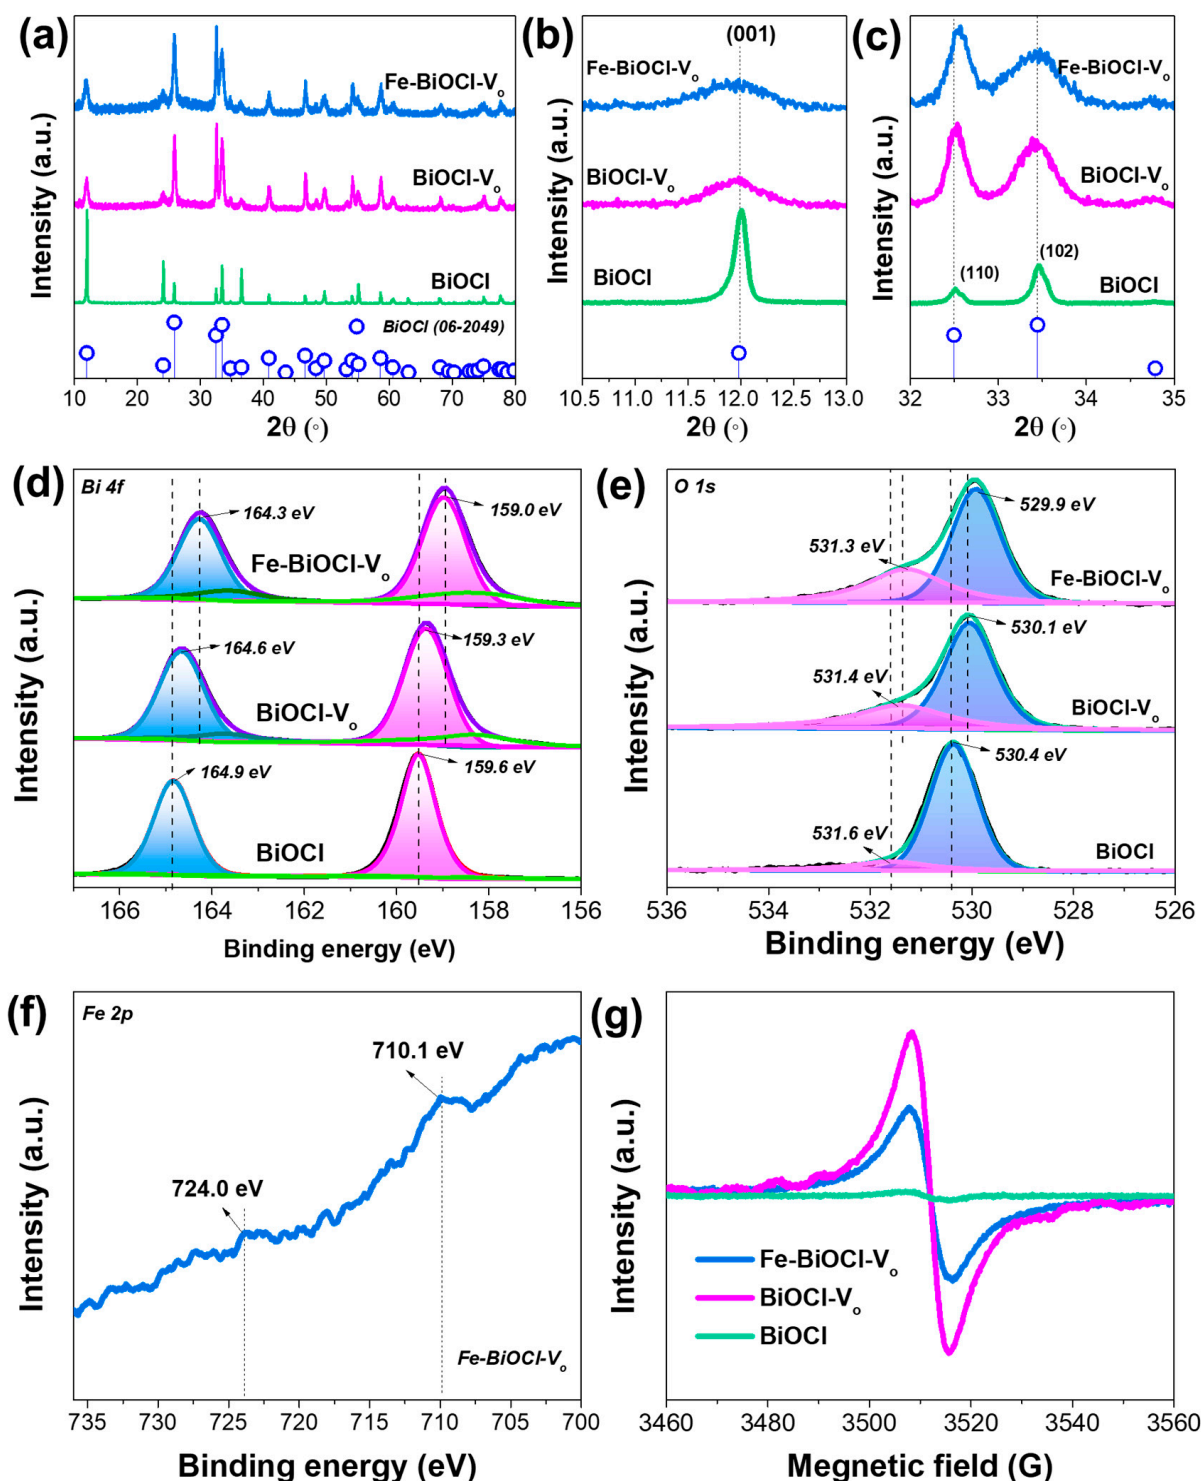 (a)
Intensity (a.u.)
Fe-BiOCl-Vo
BiOCl-Vo
BiOCl
BiOCl (06-2049)
10 20 30 40 50 60 70 80
2θ (°)
(b)
Intensity (a.u.)
(001)
Fe-BiOCl-Vo
BiOCl-Vo
BiOCl
10.5 11.0 11.5 12.0 12.5 13.0
2θ (°)
(c)
Intensity (a.u.)
Fe-BiOCl-Vo
BiOCl-Vo
(102)
(110)
BiOCl
32 33 34 35
2θ (°)
(d)
Intensity (a.u.)
Bi 4f
164.3 eV
159.0 eV
Fe-BiOCl-Vo
164.6 eV
159.3 eV
BiOCl-Vo
164.9 eV
159.6 eV
BiOCl
166 164 162 160 158 156
Binding energy (eV)
(e)
Intensity (a.u.)
O 1s
529.9 eV
531.3 eV
Fe-BiOCl-Vo
530.1 eV
531.4 eV
BiOCl-Vo
530.4 eV
531.6 eV
BiOCl
536 534 532 530 528 526
Binding energy (eV)
(f)
Intensity (a.u.)
Fe 2p
710.1 eV
724.0 eV
Fe-BiOCl-Vo
735 730 725 720 715 710 705 700
Binding energy (eV)
(g)
Intensity (a.u.)
Fe-BiOCl-Vo
BiOCl-Vo
BiOCl
3460 3480 3500 3520 3540 3560
Megnetic field (G)